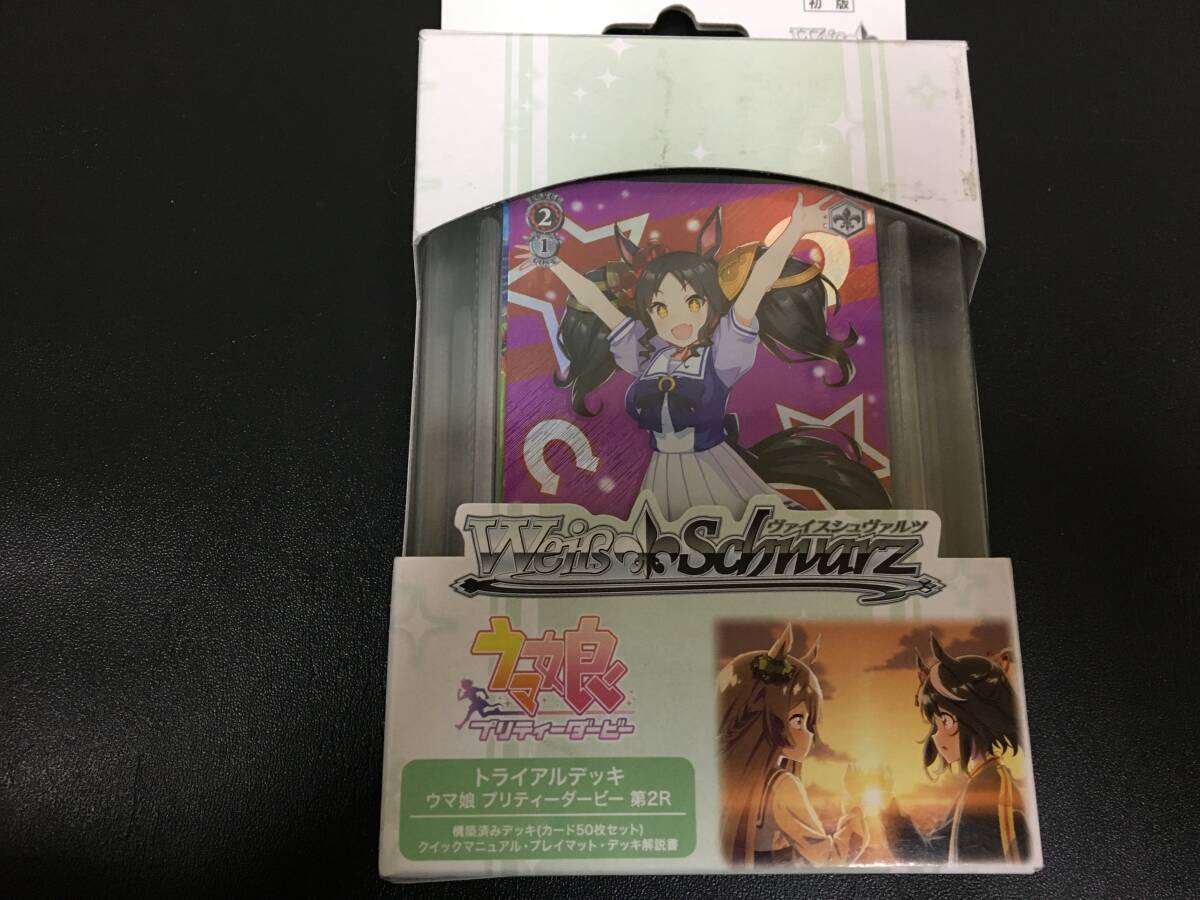 初版
Weiß Schwarz
2
1
ヴァイスシュヴァルツ
Weiß Schwarz
ウマ娘
プリティーダービー
トライアルデッキ
ウマ娘 プリティーダービー 第2R
構築済みデッキ(カード50枚セット)
クイックマニュアル・プレイマット・デッキ解説書